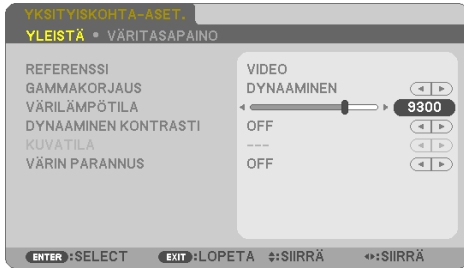 YKSITYISKOHTA-ASET.
YLEISTÄ • VÄRITASAPAINO
REFERENSSI VIDEO
GAMMAKORJAUS DYNAAMINEN
VÄRILÄMPÖTILA 9300
DYNAAMINEN KONTRASTI OFF
KUVATILA ---
VÄRIN PARANNUS OFF
ENTER:SELECT EXIT:LOPETA ⬍:SIIRRÄ ⬌:SIIRRÄ